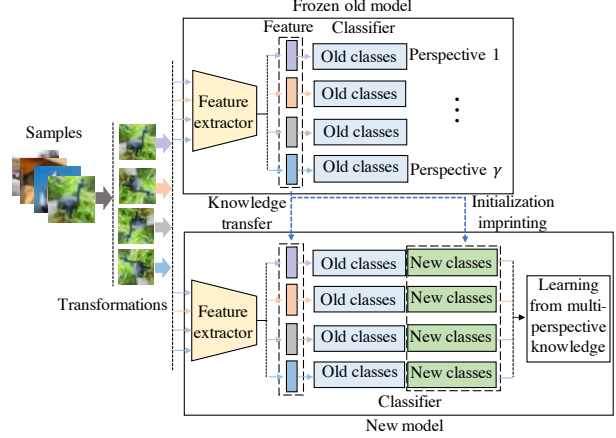 Frozen old model
Feature
Classifier
Old classes
Perspective 1
Old classes
Feature
extractor
Old classes
Samples
Old classes
Perspective γ
Knowledge
transfer
Initialization
imprinting
Transformations
Feature
extractor
Old classes
New classes
Old classes
New classes
Old classes
New classes
Old classes
New classes
Learning
from multi-
perspective
knowledge
Classifier
New model